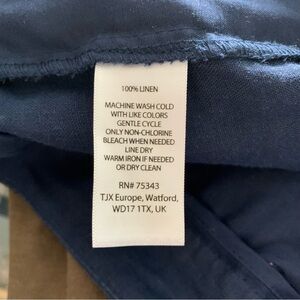 100% LINEN
MACHINE WASH COLD
WITH LIKE COLORS
GENTLE CYCLE
ONLY NON-CHLORINE
BLEACH WHEN NEEDED
LINE DRY
WARM IRON IF NEEDED
OR DRY CLEAN
RN# 75343
TJX Europe, Watford,
WD17 1TX, UK